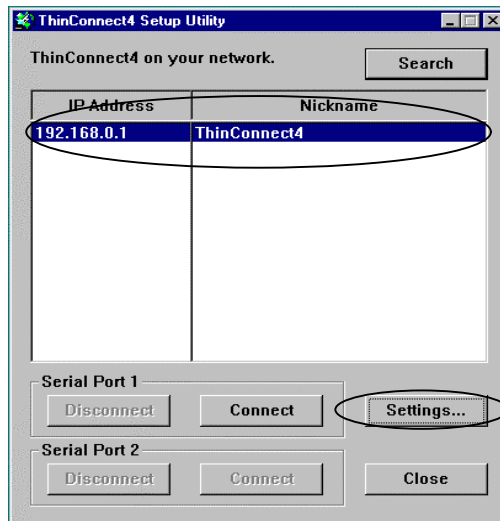 ThinConnect4 Setup Utility
ThinConnect4 on your network.
Search
IP Address Nickname
192.168.0.1 ThinConnect4
Serial Port 1
Disconnect Connect Settings...
Serial Port 2
Disconnect Connect Close